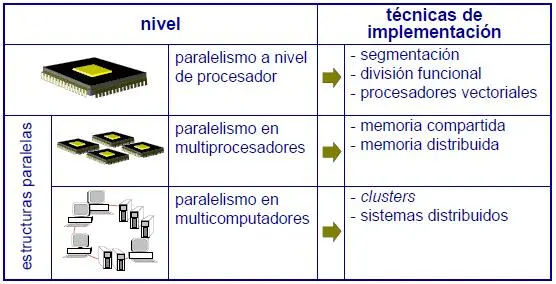 nivel
técnicas de
implementación
paralelismo a nivel
de procesador
- segmentación
- división funcional
- procesadores vectoriales
estructuras paralelas
paralelismo en
multiprocesadores
- memoria compartida
- memoria distribuida
paralelismo en
multicomputadores
- clusters
- sistemas distribuidos